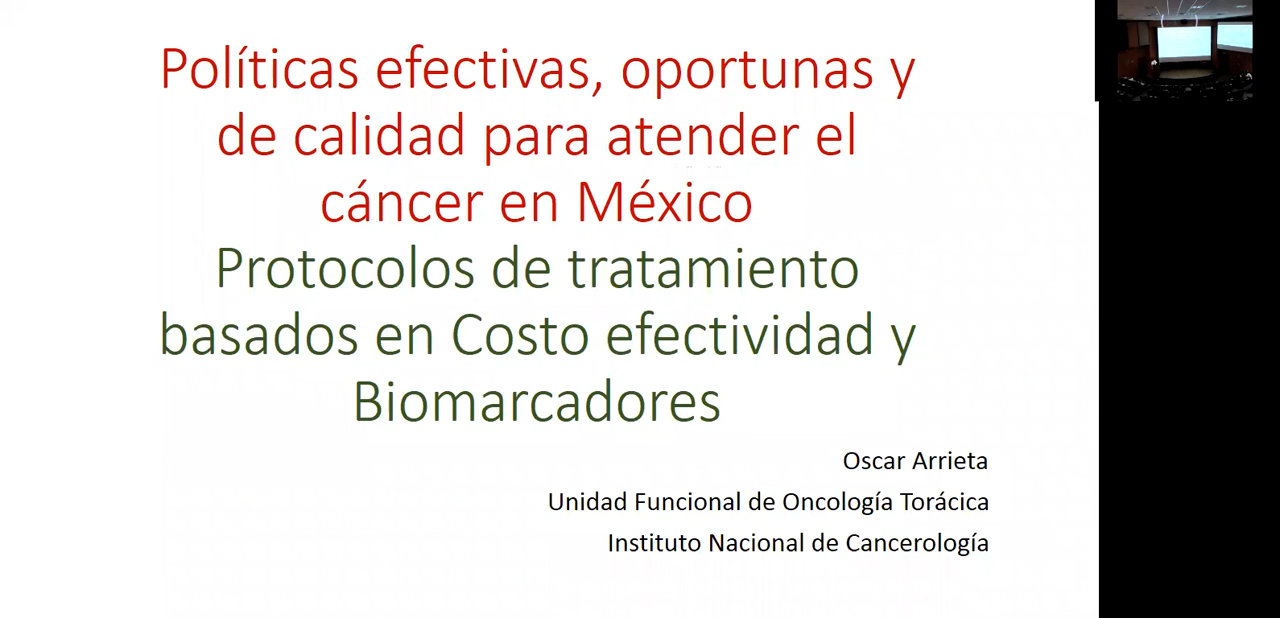 Políticas efectivas, oportunas y
de calidad para atender el
cáncer en México
Protocolos de tratamiento
basados en Costo efectividad y
Biomarcadores
Oscar Arrieta
Unidad Funcional de Oncología Torácica
Instituto Nacional de Cancerología